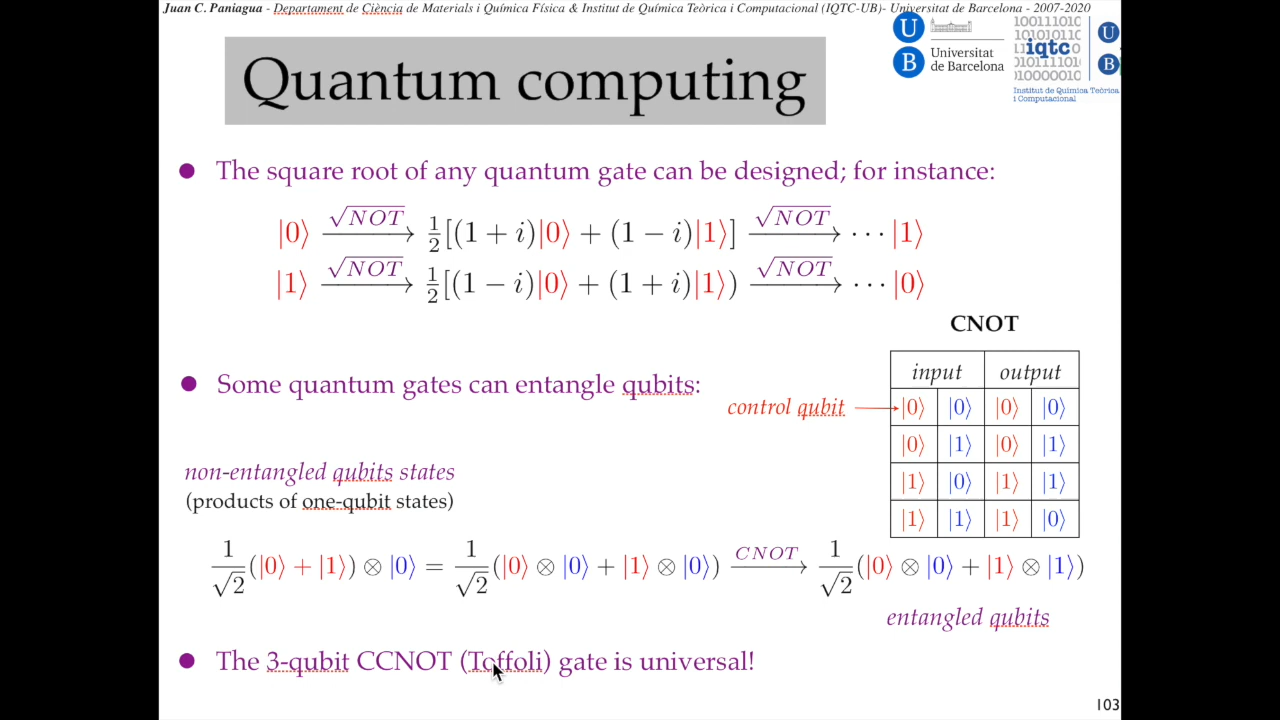 Juan C. Paniagua - Departament de Ciència de Materials i Química Física & Institut de Química Teòrica i Computacional (IQTC-UB)- Universitat de Barcelona - 2007-2020
U B Universitat de Barcelona
10011101C
01010110
iqtc
0101110
01000010
U B
Institut de Química Teòrica
i Computacional
Quantum computing
● The square root of any quantum gate can be designed; for instance:
|0⟩ —√NOT→ ½[(1 + i)|0⟩ + (1 − i)|1⟩] —√NOT→ ··· |1⟩
|1⟩ —√NOT→ ½[(1 − i)|0⟩ + (1 + i)|1⟩) —√NOT→ ··· |0⟩
CNOT
input output
● Some quantum gates can entangle qubits:
control qubit → |0⟩ |0⟩ |0⟩ |0⟩
|0⟩ |1⟩ |0⟩ |1⟩
|1⟩ |0⟩ |1⟩ |1⟩
|1⟩ |1⟩ |1⟩ |0⟩
non-entangled qubits states
(products of one-qubit states)
1/√2 (|0⟩ + |1⟩) ⊗ |0⟩ = 1/√2 (|0⟩ ⊗ |0⟩ + |1⟩ ⊗ |0⟩) —CNOT→ 1/√2 (|0⟩ ⊗ |0⟩ + |1⟩ ⊗ |1⟩)
entangled qubits
● The 3-qubit CCNOT (Toffoli) gate is universal!
103